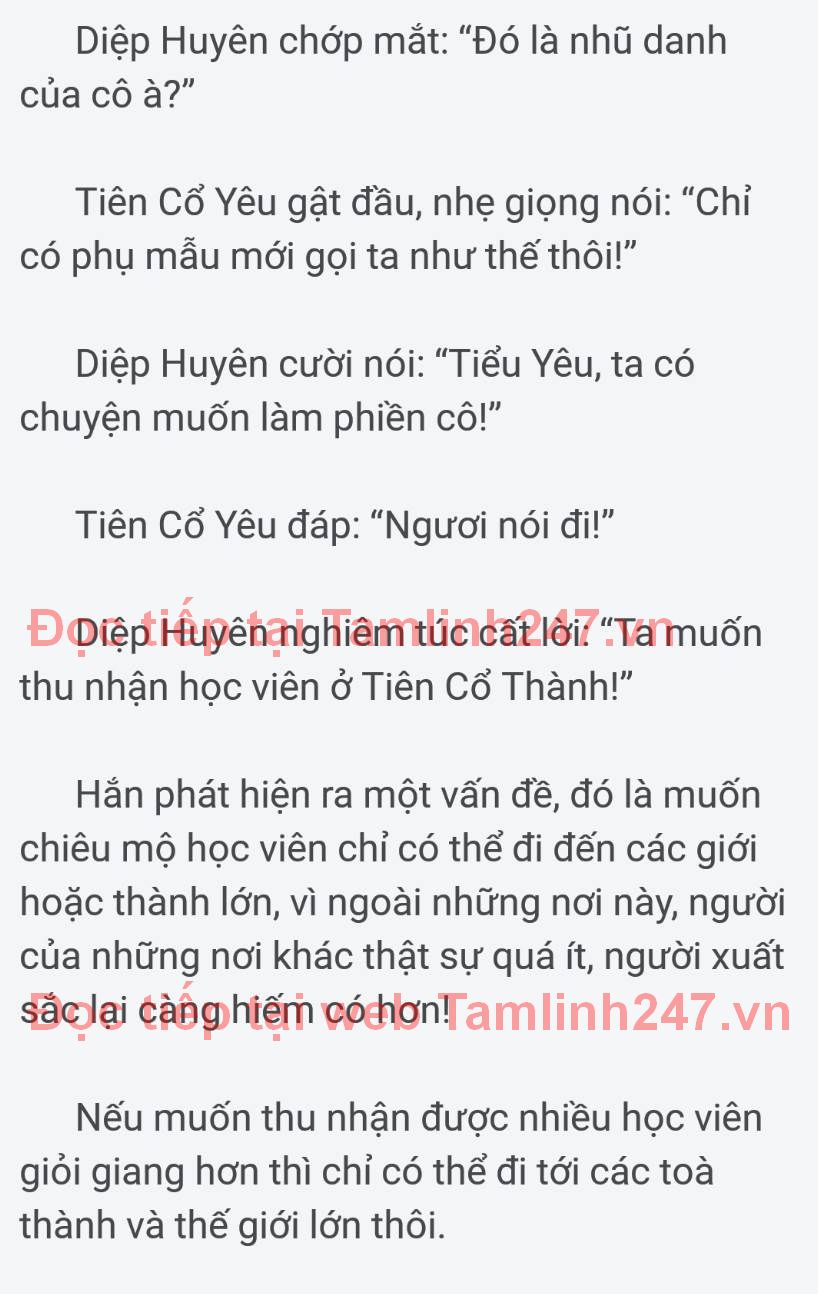 Diệp Huyên chớp mắt: “Đó là nhũ danh
của cô à?”
Tiên Cổ Yêu gật đầu, nhẹ giọng nói: “Chỉ
có phụ mẫu mới gọi ta như thế thôi!”
Diệp Huyên cười nói: “Tiểu Yêu, ta có
chuyện muốn làm phiền cô!”
Tiên Cổ Yêu đáp: “Ngươi nói đi!”
Đọc tiếp tại Tamlinh247.vn
Diệp Huyên nghiêm túc cất lời: “Ta muốn
thu nhận học viên ở Tiên Cổ Thành!”
Hắn phát hiện ra một vấn đề, đó là muốn
chiêu mộ học viên chỉ có thể đi đến các giới
hoặc thành lớn, vì ngoài những nơi này, người
của những nơi khác thật sự quá ít, người xuất
sắc lại càng hiếm có hơn!
Đọc tiếp tại web Tamlinh247.vn
Nếu muốn thu nhận được nhiều học viên
giỏi giang hơn thì chỉ có thể đi tới các toà
thành và thế giới lớn thôi.